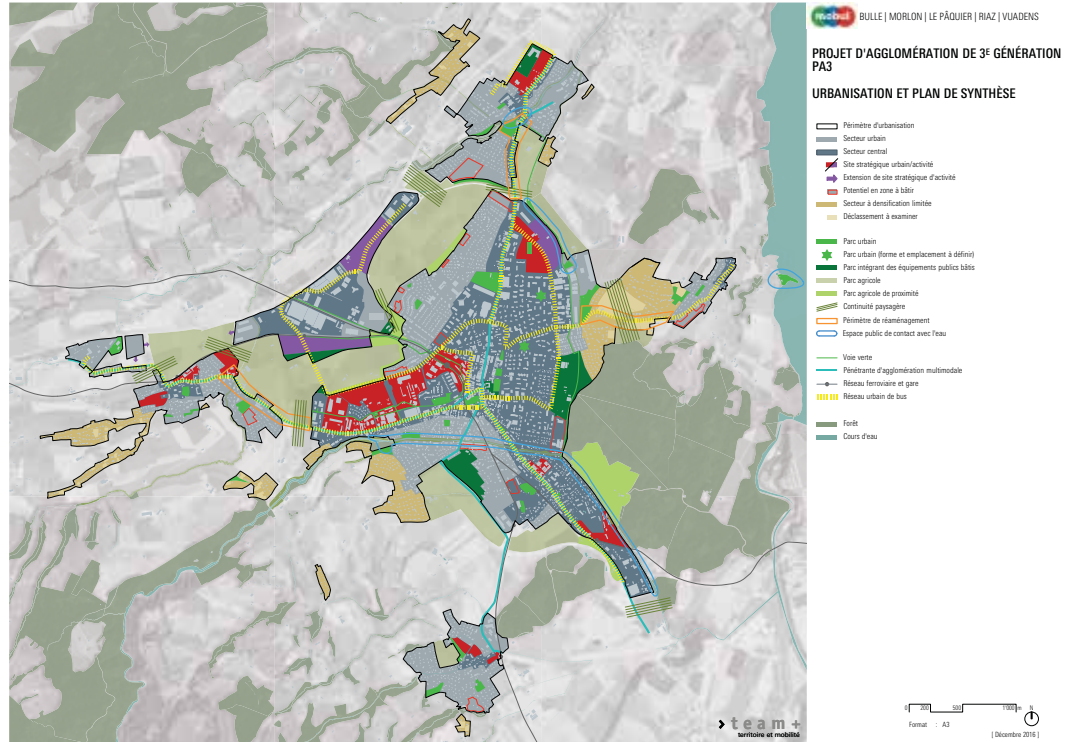 mobul BULLE | MORLON | LE PÂQUIER | RIAZ | VUADENS
PROJET D'AGGLOMÉRATION DE 3E GÉNÉRATION
PA3
URBANISATION ET PLAN DE SYNTHÈSE
Périmètre d'urbanisation
Secteur urbain
Secteur central
Site stratégique urbain/activité
Extension de site stratégique d'activité
Potentiel en zone à bâtir
Secteur à densification limitée
Déclassement à examiner
Parc urbain
Parc urbain (forme et emplacement à définir)
Parc intégrant des équipements publics bâtis
Parc agricole
Parc agricole de proximité
Continuité paysagère
Périmètre de réaménagement
Espace public de contact avec l'eau
Voie verte
Pénétrante d'agglomération multimodale
Réseau ferroviaire et gare
Réseau urbain de bus
Forêt
Cours d'eau
0 200 500 1'000 m N
Format : A3
[ Décembre 2016 ]
team+
territoire et mobilité